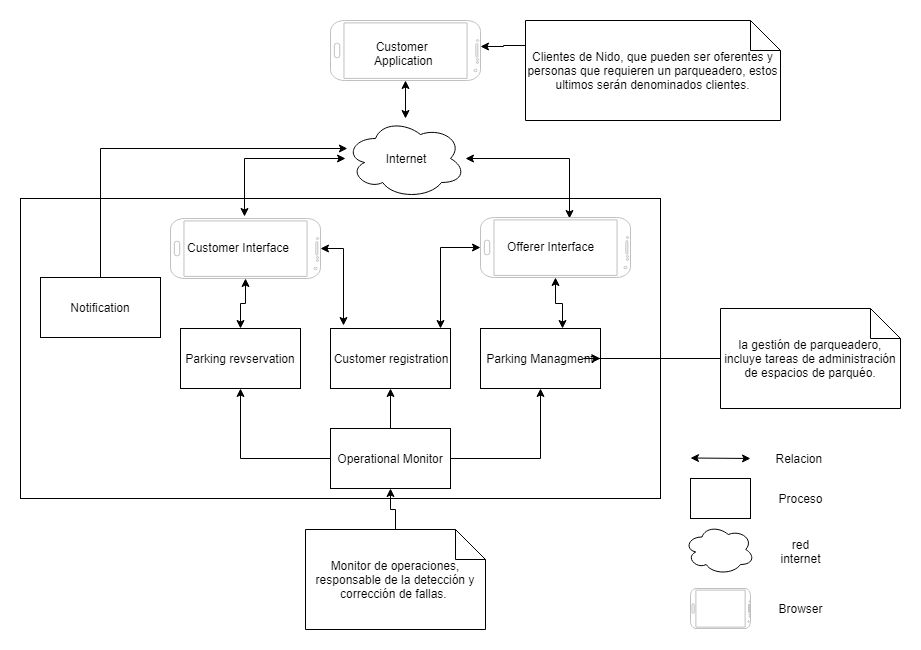 Customer
Application
Clientes de Nido, que pueden ser oferentes y
personas que requieren un parqueadero, estos
ultimos serán denominados clientes.
Internet
Customer Interface
Offerer Interface
Notification
Parking revservation
Customer registration
Parking Managment
la gestión de parqueadero,
incluye tareas de administración
de espacios de parquéo.
Operational Monitor
Relacion
Proceso
red
internet
Browser
Monitor de operaciones,
responsable de la detección y
corrección de fallas.